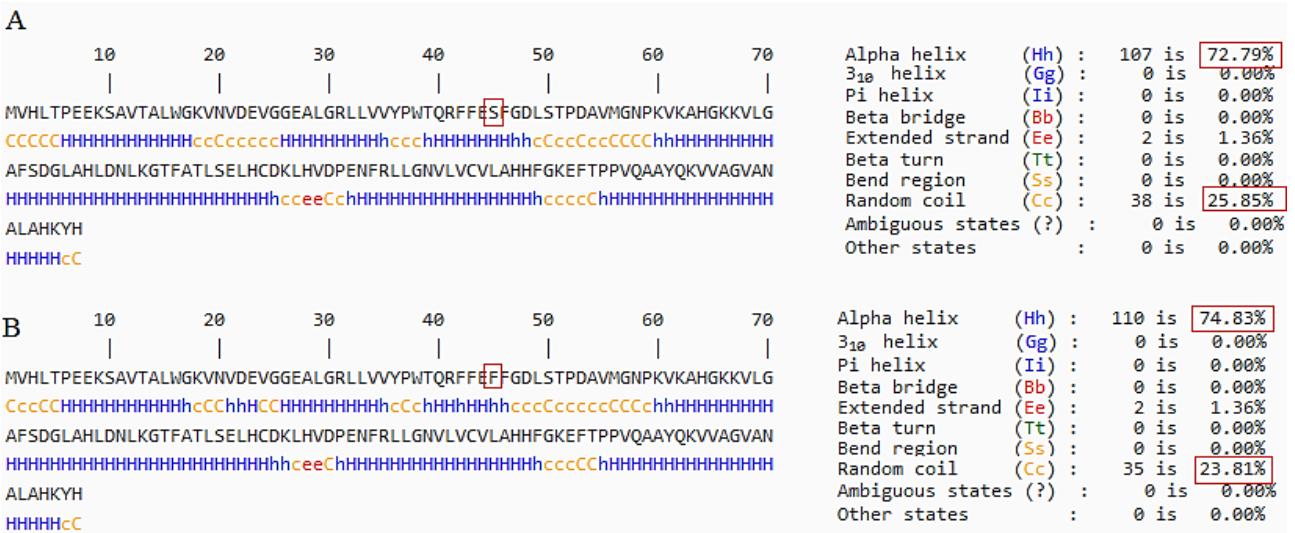 A
10 20 30 40 50 60 70
| | | | | | |
MVHLTPEEKSAVTALWGKVNVDEVGGEALGRLLVVYPWTQRFFESFGDLSTPDAVMGNPKVKAHGKKVLG
CCCCCHHHHHHHHHHHHccCcccccHHHHHHHHHhccchHHHHHHHhhcCccCccCCCChhHHHHHHHHH
AFSDGLAHLDNLKGTFATLSELHCDKLHVDPENFRLLGNVLVCVLAHHFGKEFTPPVQAAYQKVVAGVAN
HHHHHHHHHHHHHHHHHHHHHHHHhcceeCchHHHHHHHHHHHHHHHHhccccChHHHHHHHHHHHHHHH
ALAHKYH
HHHHHcC
Alpha helix (Hh) : 107 is 72.79%
3₁₀ helix (Gg) : 0 is 0.00%
Pi helix (Ii) : 0 is 0.00%
Beta bridge (Bb) : 0 is 0.00%
Extended strand (Ee) : 2 is 1.36%
Beta turn (Tt) : 0 is 0.00%
Bend region (Ss) : 0 is 0.00%
Random coil (Cc) : 38 is 25.85%
Ambiguous states (?) : 0 is 0.00%
Other states : 0 is 0.00%
B
10 20 30 40 50 60 70
| | | | | | |
MVHLTPEEKSAVTALWGKVNVDEVGGEALGRLLVVYPWTQRFFEFFGDLSTPDAVMGNPKVKAHGKKVLG
CccCCHHHHHHHHHHHhcCChhHCCHHHHHHHHHhcCchHHhHHhhcccCcccccCCCchhHHHHHHHHH
AFSDGLAHLDNLKGTFATLSELHCDKLHVDPENFRLLGNVLVCVLAHHFGKEFTPPVQAAYQKVVAGVAN
HHHHHHHHHHHHHHHHHHHHHHHHhhceeChHHHHHHHHHHHHHHHHHhcccCChHHHHHHHHHHHHHHH
ALAHKYH
HHHHHcC
Alpha helix (Hh) : 110 is 74.83%
3₁₀ helix (Gg) : 0 is 0.00%
Pi helix (Ii) : 0 is 0.00%
Beta bridge (Bb) : 0 is 0.00%
Extended strand (Ee) : 2 is 1.36%
Beta turn (Tt) : 0 is 0.00%
Bend region (Ss) : 0 is 0.00%
Random coil (Cc) : 35 is 23.81%
Ambiguous states (?) : 0 is 0.00%
Other states : 0 is 0.00%